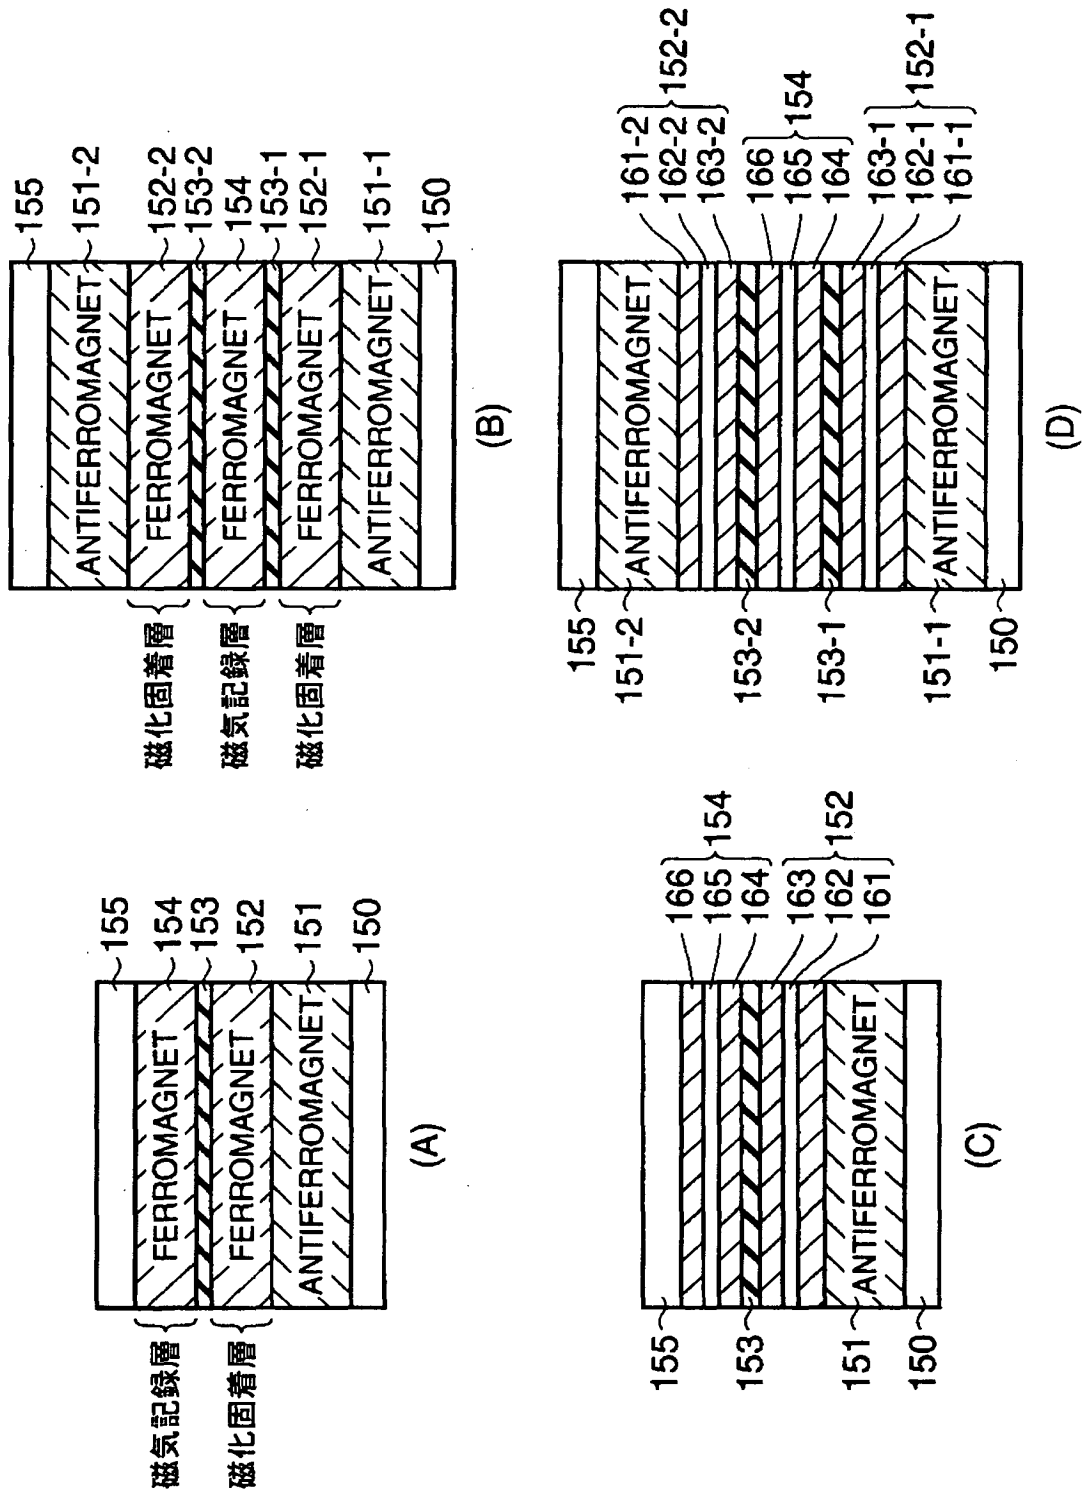 155
154
153
152
151
150
FERROMAGNET
FERROMAGNET
ANTIFERROMAGNET
磁気記録層
磁化固着層
(A)
155
151-2
152-2
153-2
154
153-1
152-1
151-1
150
ANTIFERROMAGNET
FERROMAGNET
FERROMAGNET
FERROMAGNET
ANTIFERROMAGNET
磁化固着層
磁気記録層
磁化固着層
(B)
166
165
164
154
163
162
161
152
155
153
151
150
ANTIFERROMAGNET
(C)
161-2
162-2
163-2
152-2
166
165
164
154
163-1
162-1
161-1
152-1
155
151-2
153-2
153-1
151-1
150
ANTIFERROMAGNET
ANTIFERROMAGNET
(D)